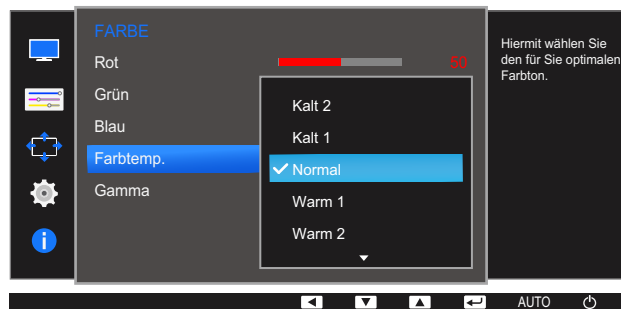 FARBE
Rot 50
Grün
Blau
Farbtemp.
Gamma
Kalt 2
Kalt 1
Normal
Warm 1
Warm 2
Hiermit wählen Sie
den für Sie optimalen
Farbton.
AUTO